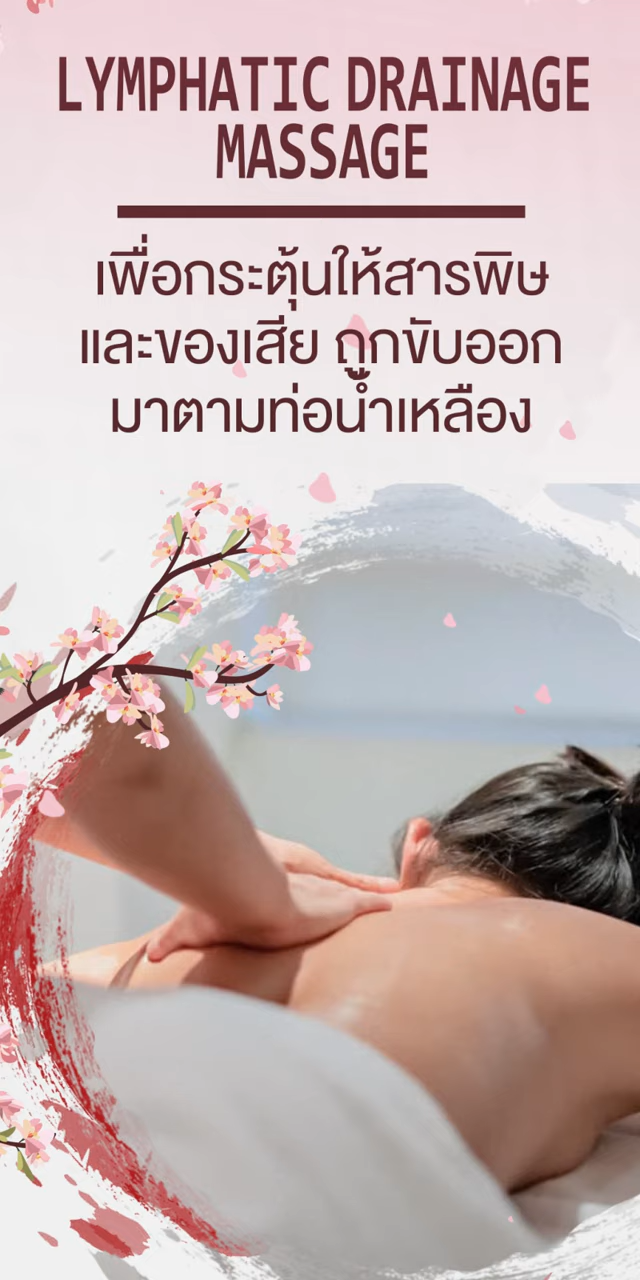 LYMPHATIC DRAINAGE
MASSAGE
เพื่อกระตุ้นให้สารพิษ
และของเสีย ถูกขับออก
มาตามท่อน้ำเหลือง